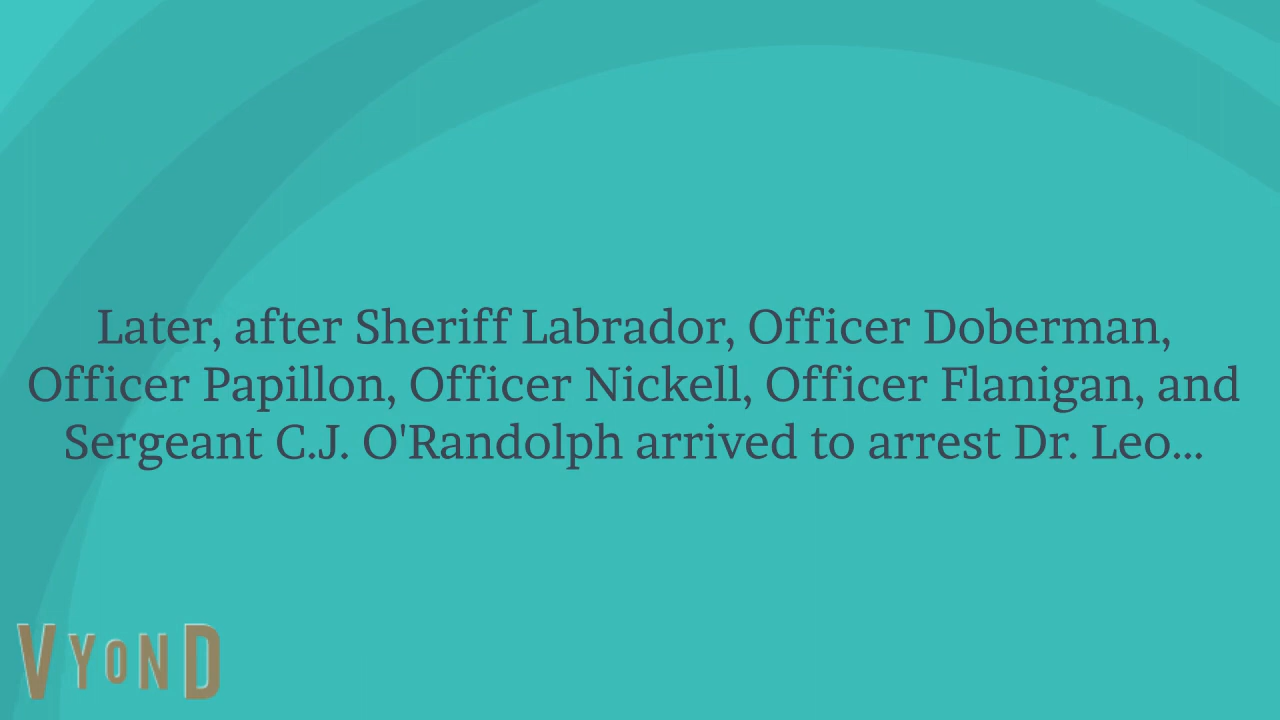 Later, after Sheriff Labrador, Officer Doberman,
Officer Papillon, Officer Nickell, Officer Flanigan, and
Sergeant C.J. O'Randolph arrived to arrest Dr. Leo...
VYOND